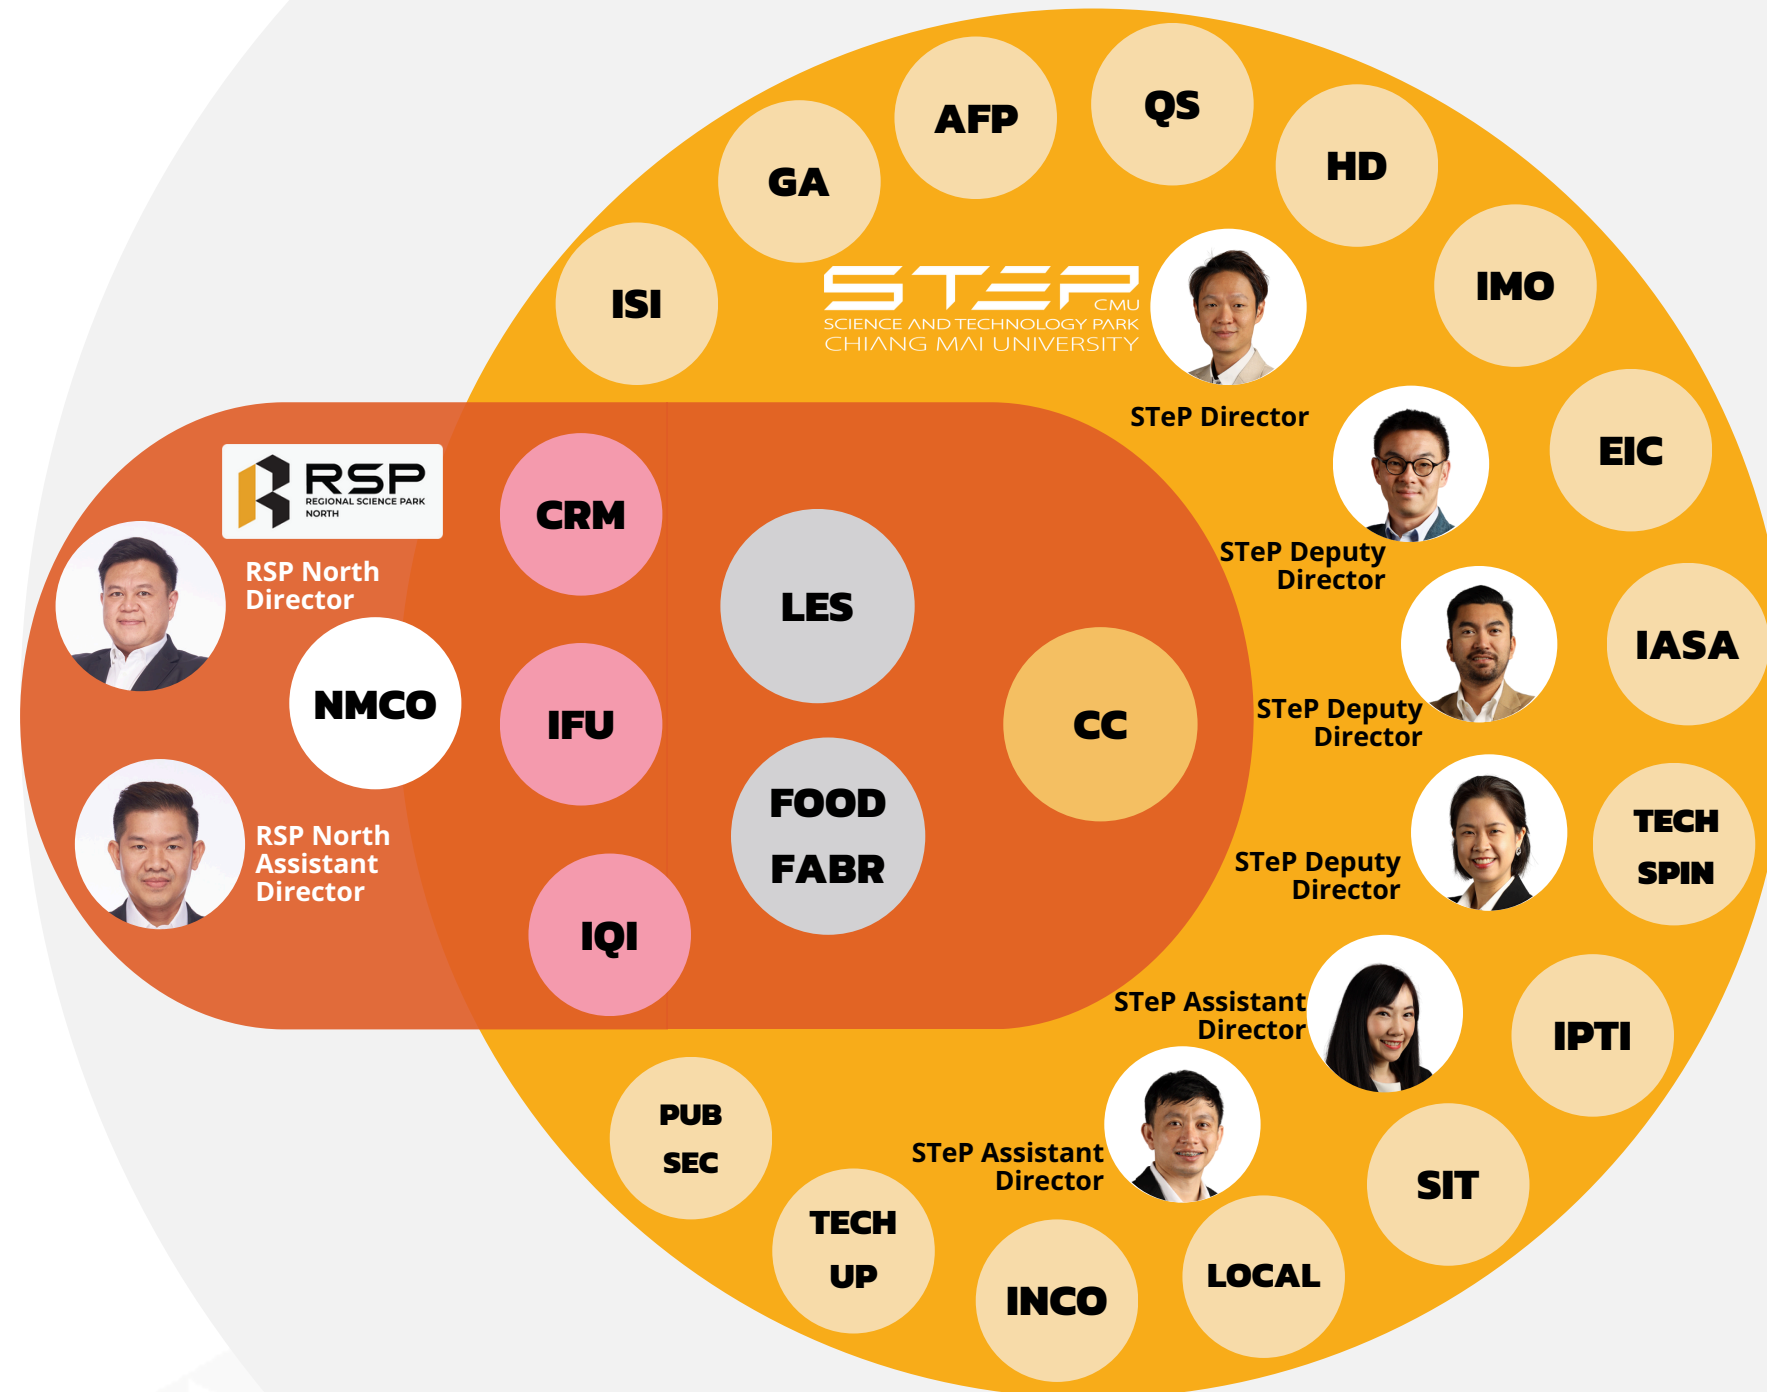 QS
AFP
HD
GA
IMO
ISI
STEP
CMU
SCIENCE AND TECHNOLOGY PARK
CHIANG MAI UNIVERSITY
STeP Director
EIC
RSP
REGIONAL SCIENCE PARK
NORTH
CRM
STeP Deputy
Director
RSP North
Director
LES
IASA
NMCO
IFU
CC
STeP Deputy
Director
FOOD
FABR
TECH
SPIN
STeP Deputy
Director
RSP North
Assistant
Director
IQI
STeP Assistant
Director
IPTI
PUB
SEC
STeP Assistant
Director
SIT
TECH
UP
LOCAL
INCO